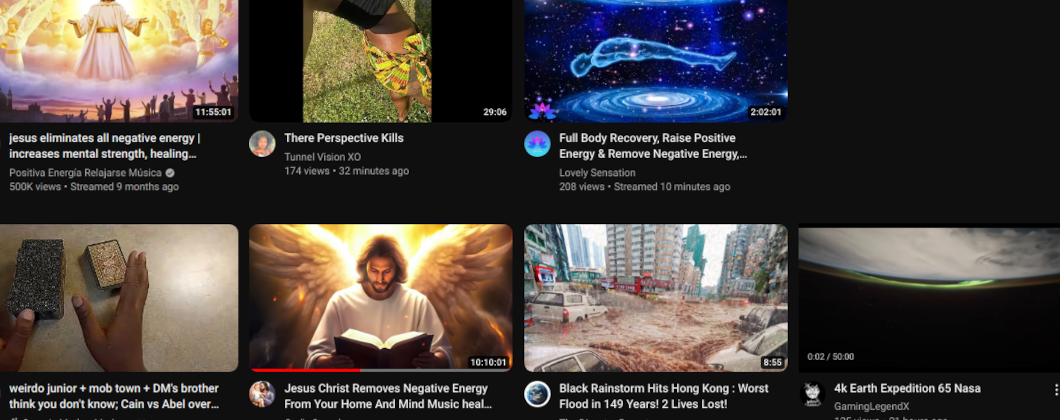 11:55:01
29:06
2:02:01
jesus eliminates all negative energy |
increases mental strength, healing...
Positiva Energía Relajarse Música
500K views • Streamed 9 months ago
There Perspective Kills
Tunnel Vision XO
174 views • 32 minutes ago
Full Body Recovery, Raise Positive
Energy & Remove Negative Energy,...
Lovely Sensation
208 views • Streamed 10 minutes ago
10:10:01
8:55
0:02 / 50:00
weirdo junior + mob town + DM's brother
think you don't know; Cain vs Abel over...
Jesus Christ Removes Negative Energy
From Your Home And Mind Music heal...
Black Rainstorm Hits Hong Kong : Worst
Flood in 149 Years! 2 Lives Lost!
4k Earth Expedition 65 Nasa
GamingLegendX